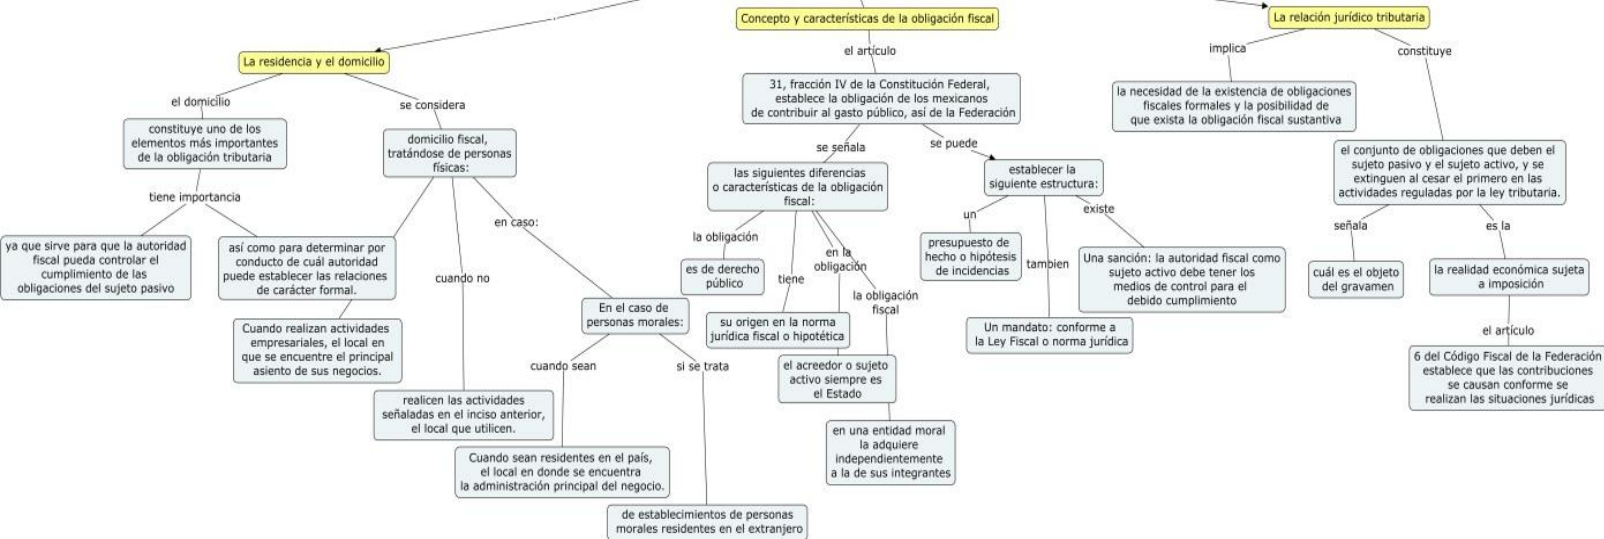 La residencia y el domicilio
el domicilio
constituye uno de los
elementos más importantes
de la obligación tributaria
tiene importancia
ya que sirve para que la autoridad
fiscal pueda controlar el
cumplimiento de las
obligaciones del sujeto pasivo
así como para determinar por
conducto de cuál autoridad
puede establecer las relaciones
de carácter formal.
se considera
domicilio fiscal,
tratándose de personas
físicas:
Cuando realizan actividades
empresariales, el local en
que se encuentre el principal
asiento de sus negocios.
cuando no
realicen las actividades
señaladas en el inciso anterior,
el local que utilicen.
en caso:
En el caso de
personas morales:
cuando sean
Cuando sean residentes en el país,
el local en donde se encuentra
la administración principal del negocio.
si se trata
de establecimientos de personas
morales residentes en el extranjero
Concepto y características de la obligación fiscal
el artículo
31, fracción IV de la Constitución Federal,
establece la obligación de los mexicanos
de contribuir al gasto público, así de la Federación
se señala
las siguientes diferencias
o características de la obligación
fiscal:
la obligación
es de derecho
público
tiene
su origen en la norma
jurídica fiscal o hipotética
en la
obligación
el acreedor o sujeto
activo siempre es
el Estado
la obligación
fiscal
en una entidad moral
la adquiere
independientemente
a la de sus integrantes
se puede
establecer la
siguiente estructura:
un
presupuesto de
hecho o hipótesis
de incidencias
tambien
Un mandato: conforme a
la Ley Fiscal o norma jurídica
existe
Una sanción: la autoridad fiscal como
sujeto activo debe tener los
medios de control para el
debido cumplimiento
La relación jurídico tributaria
implica
la necesidad de la existencia de obligaciones
fiscales formales y la posibilidad de
que exista la obligación fiscal sustantiva
constituye
el conjunto de obligaciones que deben el
sujeto pasivo y el sujeto activo, y se
extinguen al cesar el primero en las
actividades reguladas por la ley tributaria.
señala
cuál es el objeto
del gravamen
es la
la realidad económica sujeta
a imposición
el artículo
6 del Código Fiscal de la Federación
establece que las contribuciones
se causan conforme se
realizan las situaciones jurídicas